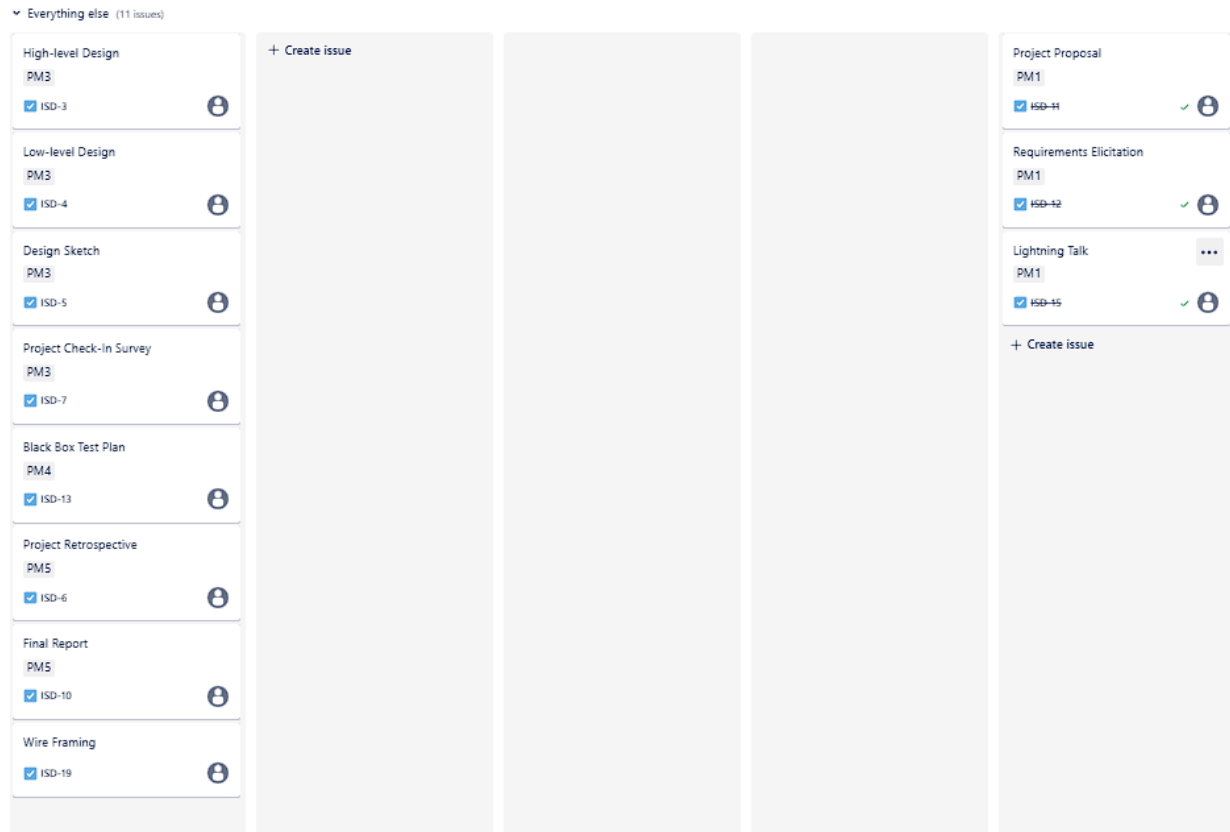 Everything else (11 issues)
High-level Design
PM3
ISD-3
Low-level Design
PM3
ISD-4
Design Sketch
PM3
ISD-5
Project Check-In Survey
PM3
ISD-7
Black Box Test Plan
PM4
ISD-13
Project Retrospective
PM5
ISD-6
Final Report
PM5
ISD-10
Wire Framing
ISD-19
+ Create issue
Project Proposal
PM1
ISD-11
Requirements Elicitation
PM1
ISD-12
Lightning Talk
PM1
ISD-15
+ Create issue